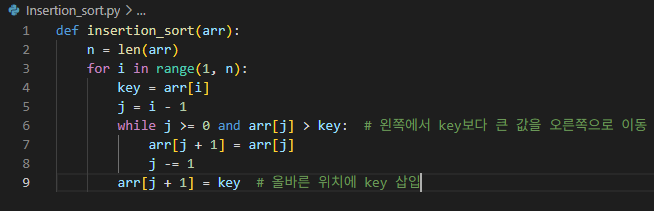 Insertion_sort.py > ...
1 def insertion_sort(arr):
2     n = len(arr)
3     for i in range(1, n):
4         key = arr[i]
5         j = i - 1
6         while j >= 0 and arr[j] > key:  # 왼쪽에서 key보다 큰 값을 오른쪽으로 이동
7             arr[j + 1] = arr[j]
8             j -= 1
9         arr[j + 1] = key  # 올바른 위치에 key 삽입